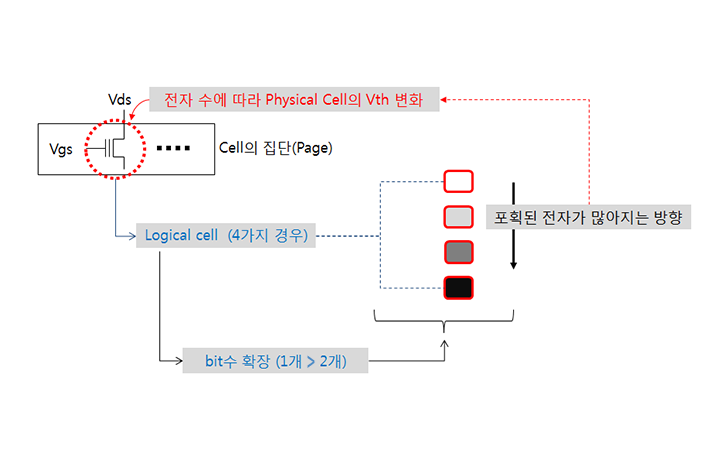 Vds
전자 수에 따라 Physical Cell의 Vth 변화
Vgs
Cell의 집단(Page)
포획된 전자가 많아지는 방향
Logical cell (4가지 경우)
bit수 확장 (1개 > 2개)